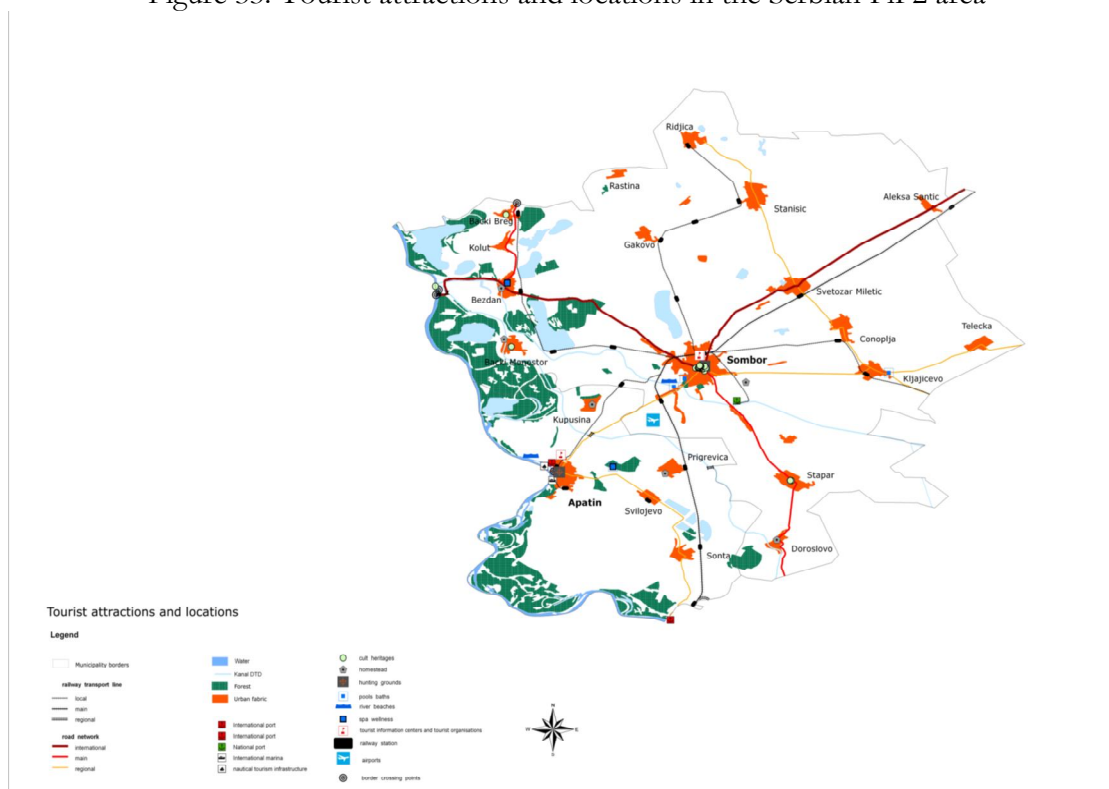 Figure 33. Tourist attractions and locations in the Serbian
Ridjica
Rastina
Stanisic
Aleksa Santic
Backi Breg
Kolut
Gakovo
Bezdan
Svetozar Miletic
Conoplja
Telecka
Backi Monostor
Sombor
Kljajicevo
Kupusina
Prigrevica
Stapar
Apatin
Svilojevo
Sonta
Doroslovo
Tourist attractions and locations
Legend
Municipality borders
railway transport line
local
main
regional
road network
international
main
regional
Water
Kanal DTD
Forest
Urban fabric
International port
International port
National port
International marina
nautical tourism infrastructure
cult heritages
homestead
hunting grounds
pools baths
river beaches
spa wellness
tourist information centers and tourist organisations
railway station
airports
border crossing points
N
W
E
S